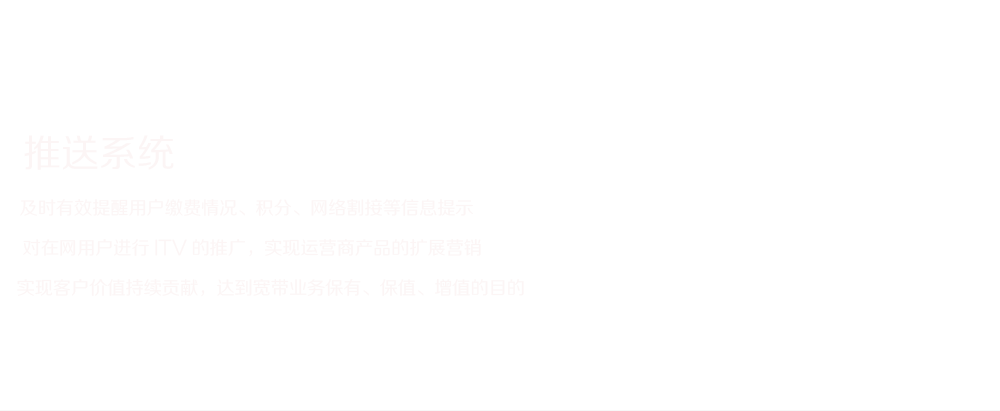 推送系统
及时有效提醒用户缴费情况、积分、网络割接等信息提示
对在网用户进行 ITV 的推广，实现运营商产品的扩展营销
实现客户价值持续贡献，达到宽带业务保有、保值、增值的目的